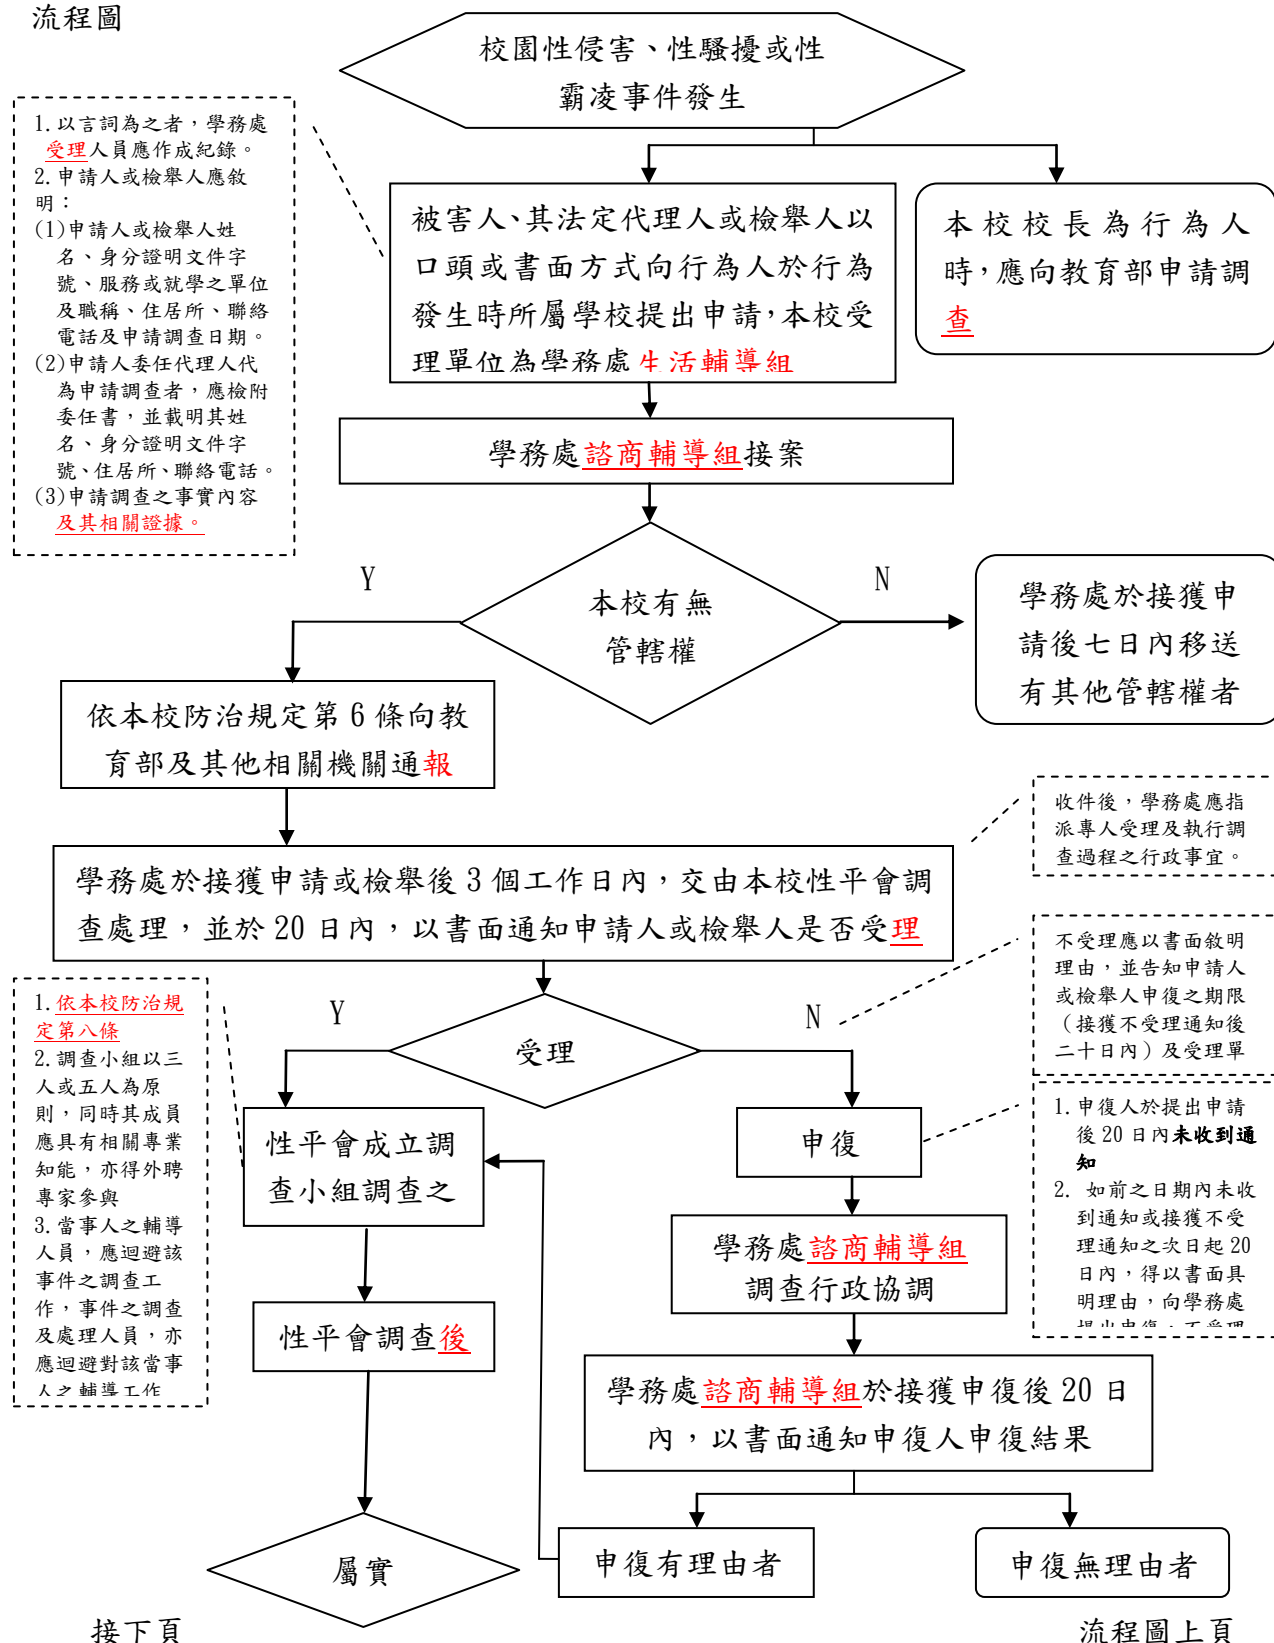 流程圖
校園性侵害、性騷擾或性
霸凌事件發生
1.以言詞為之者，學務處
受理人員應作成紀錄。
2.申請人或檢舉人應敘
明：
(1)申請人或檢舉人姓
名、身分證明文件字
號、服務或就學之單位
及職稱、住居所、聯絡
電話及申請調查日期。
(2)申請人委任代理人代
為申請調查者，應檢附
委任書，並載明其姓
名、身分證明文件字
號、住居所、聯絡電話。
(3)申請調查之事實內容
及其相關證據。
被害人、其法定代理人或檢舉人以
口頭或書面方式向行為人於行為
發生時所屬學校提出申請，本校受
理單位為學務處生活輔導組
本校校長為行為人
時，應向教育部申請調
查
學務處諮商輔導組接案
Y
N
本校有無
管轄權
學務處於接獲申
請後七日內移送
有其他管轄權者
依本校防治規定第 6 條向教
育部及其他相關機關通報
收件後，學務處應指
派專人受理及執行調
查過程之行政事宜。
學務處於接獲申請或檢舉後 3 個工作日內，交由本校性平會調
查處理，並於 20 日內，以書面通知申請人或檢舉人是否受理
不受理應以書面敘明
理由，並告知申請人
或檢舉人申復之期限
（接獲不受理通知後
二十日內）及受理單
1.依本校防治規
定第八條
2.調查小組以三
人或五人為原
則，同時其成員
應具有相關專業
知能，亦得外聘
專家參與
3.當事人之輔導
人員，應迴避該
事件之調查工
作，事件之調查
及處理人員，亦
應迴避對該當事
人之輔導工作
Y
N
受理
性平會成立調
查小組調查之
申復
1.申復人於提出申請
後 20 日內未收到通
知
2. 如前之日期內未收
到通知或接獲不受
理通知之次日起 20
日內，得以書面具
明理由，向學務處
提出申復；不受理
學務處諮商輔導組
調查行政協調
性平會調查後
學務處諮商輔導組於接獲申復後 20 日
內，以書面通知申復人申復結果
屬實
申復有理由者
申復無理由者
接下頁
流程圖上頁